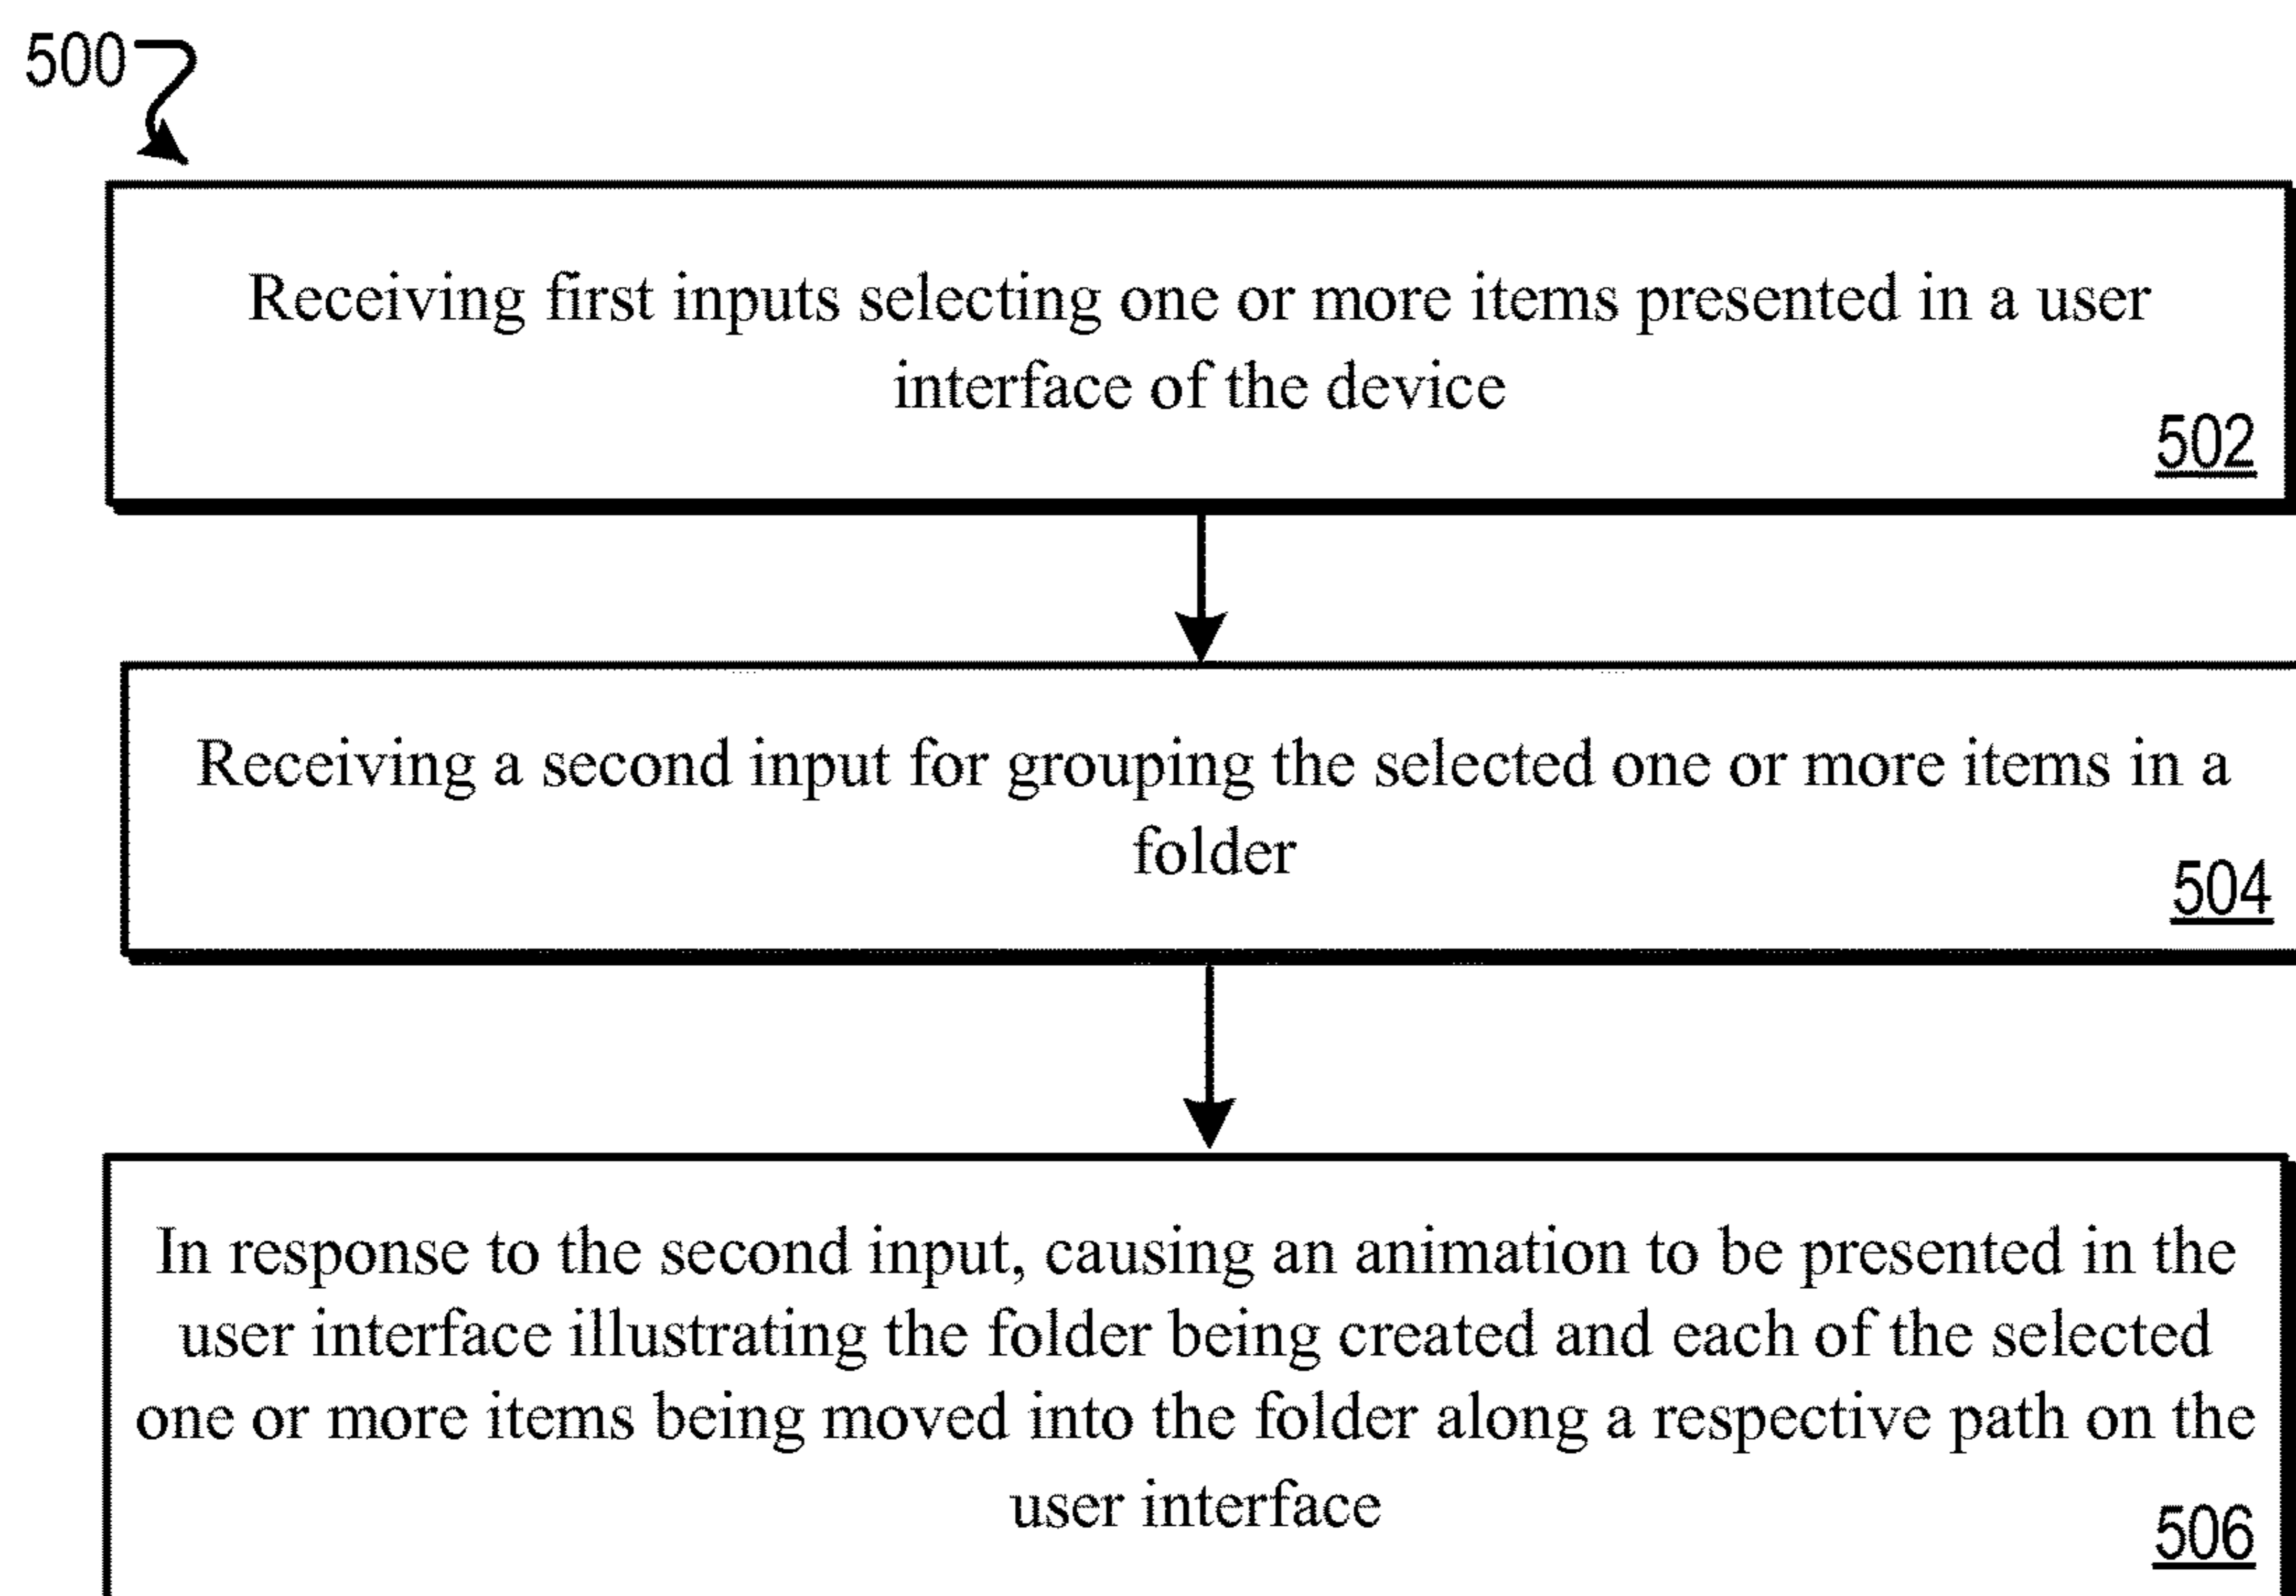 500
Receiving first inputs selecting one or more items presented in a user
interface of the device
502
Receiving a second input for grouping the selected one or more items in a
folder
504
In response to the second input, causing an animation to be presented in the
user interface illustrating the folder being created and each of the selected
one or more items being moved into the folder along a respective path on the
user interface
506